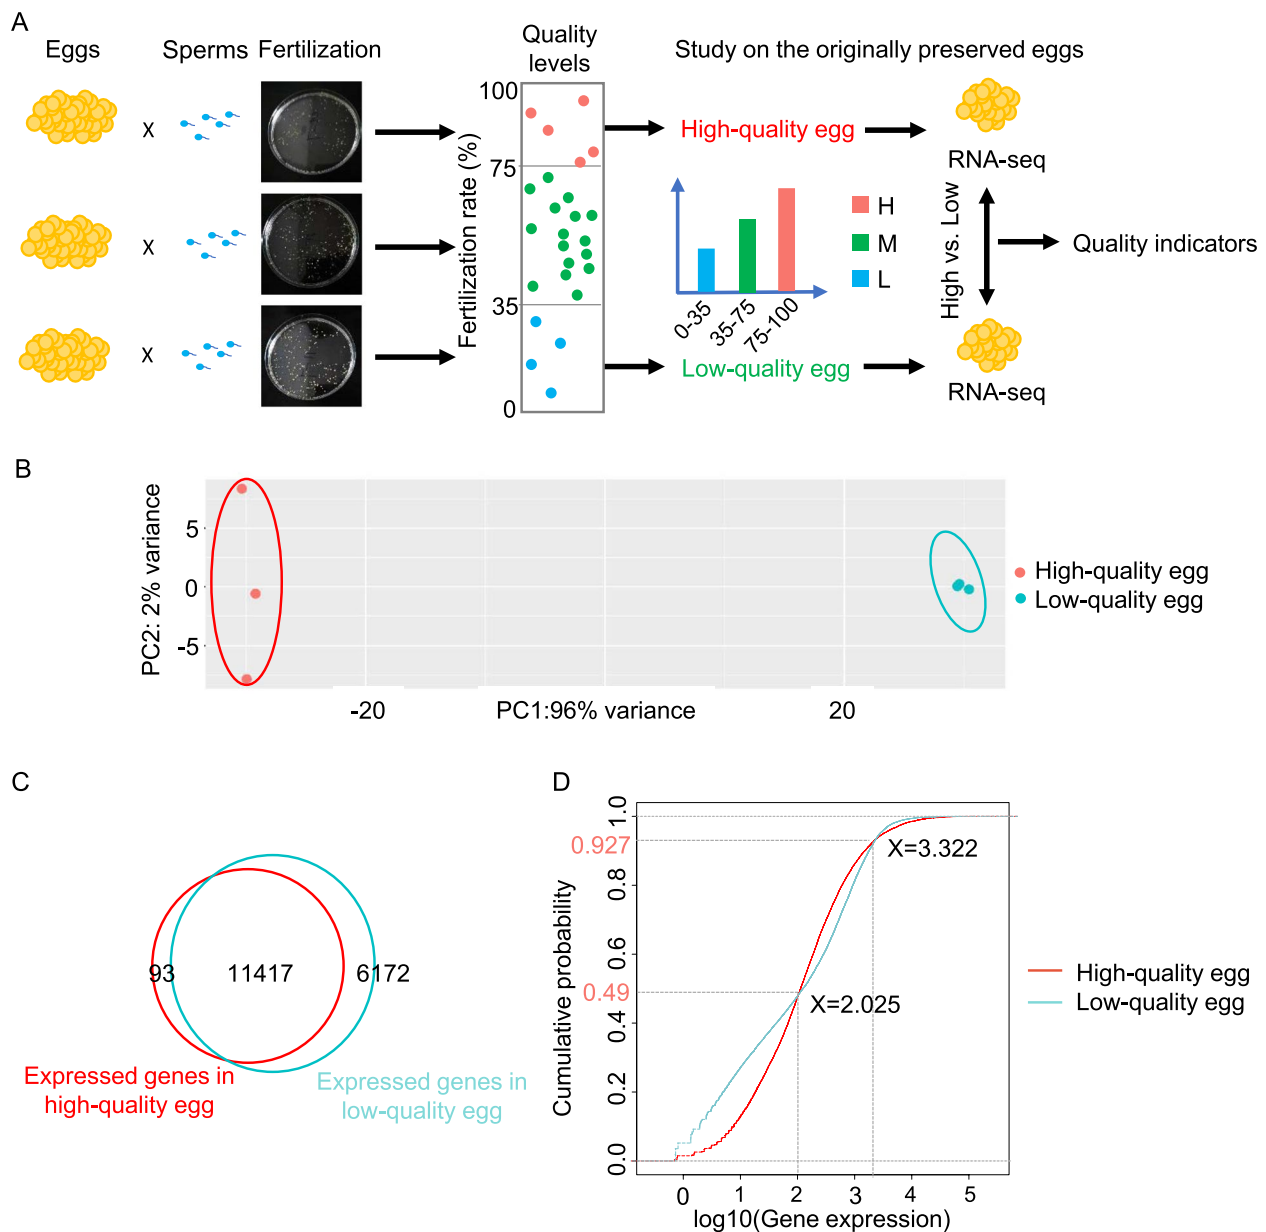 A
Eggs
Sperms
Fertilization
Quality
levels
Study on the originally preserved eggs
X
X
X
Fertilization rate (%)
100
75
35
0
High-quality egg
Low-quality egg
H
M
L
0-35
35-75
75-100
RNA-seq
High vs. Low
RNA-seq
Quality indicators
B
PC2: 2% variance
5
0
-5
-20
PC1:96% variance
20
High-quality egg
Low-quality egg
C
93
11417
6172
Expressed genes in
high-quality egg
Expressed genes in
low-quality egg
D
Cumulative probability
1.0
0.927
0.8
0.6
0.49
0.4
0.2
0.0
X=3.322
X=2.025
0 1 2 3 4 5
log10(Gene expression)
High-quality egg
Low-quality egg